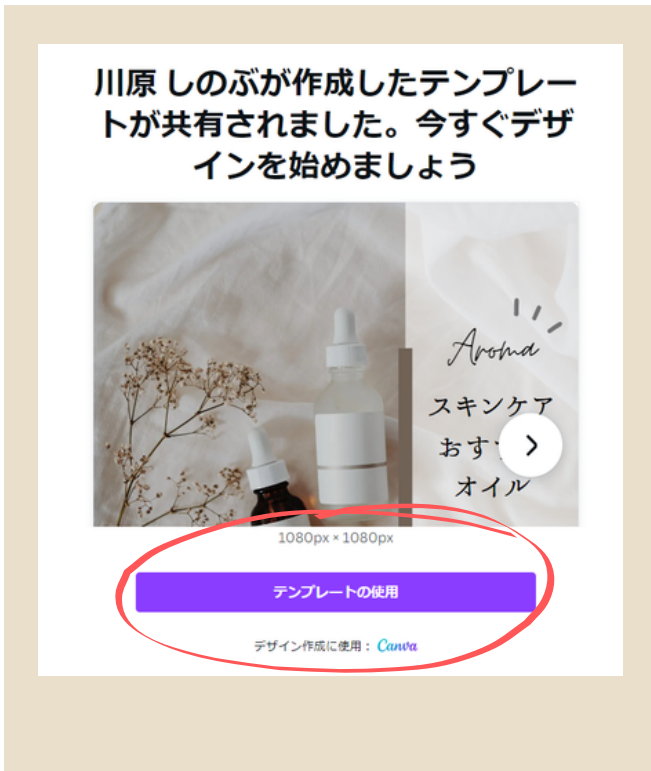 川原 しのぶが作成したテンプレー
トが共有されました。今すぐデザ
インを始めましょう
Aroma
スキンケア
おす
オイル
1080px × 1080px
テンプレートの使用
デザイン作成に使用： Canva